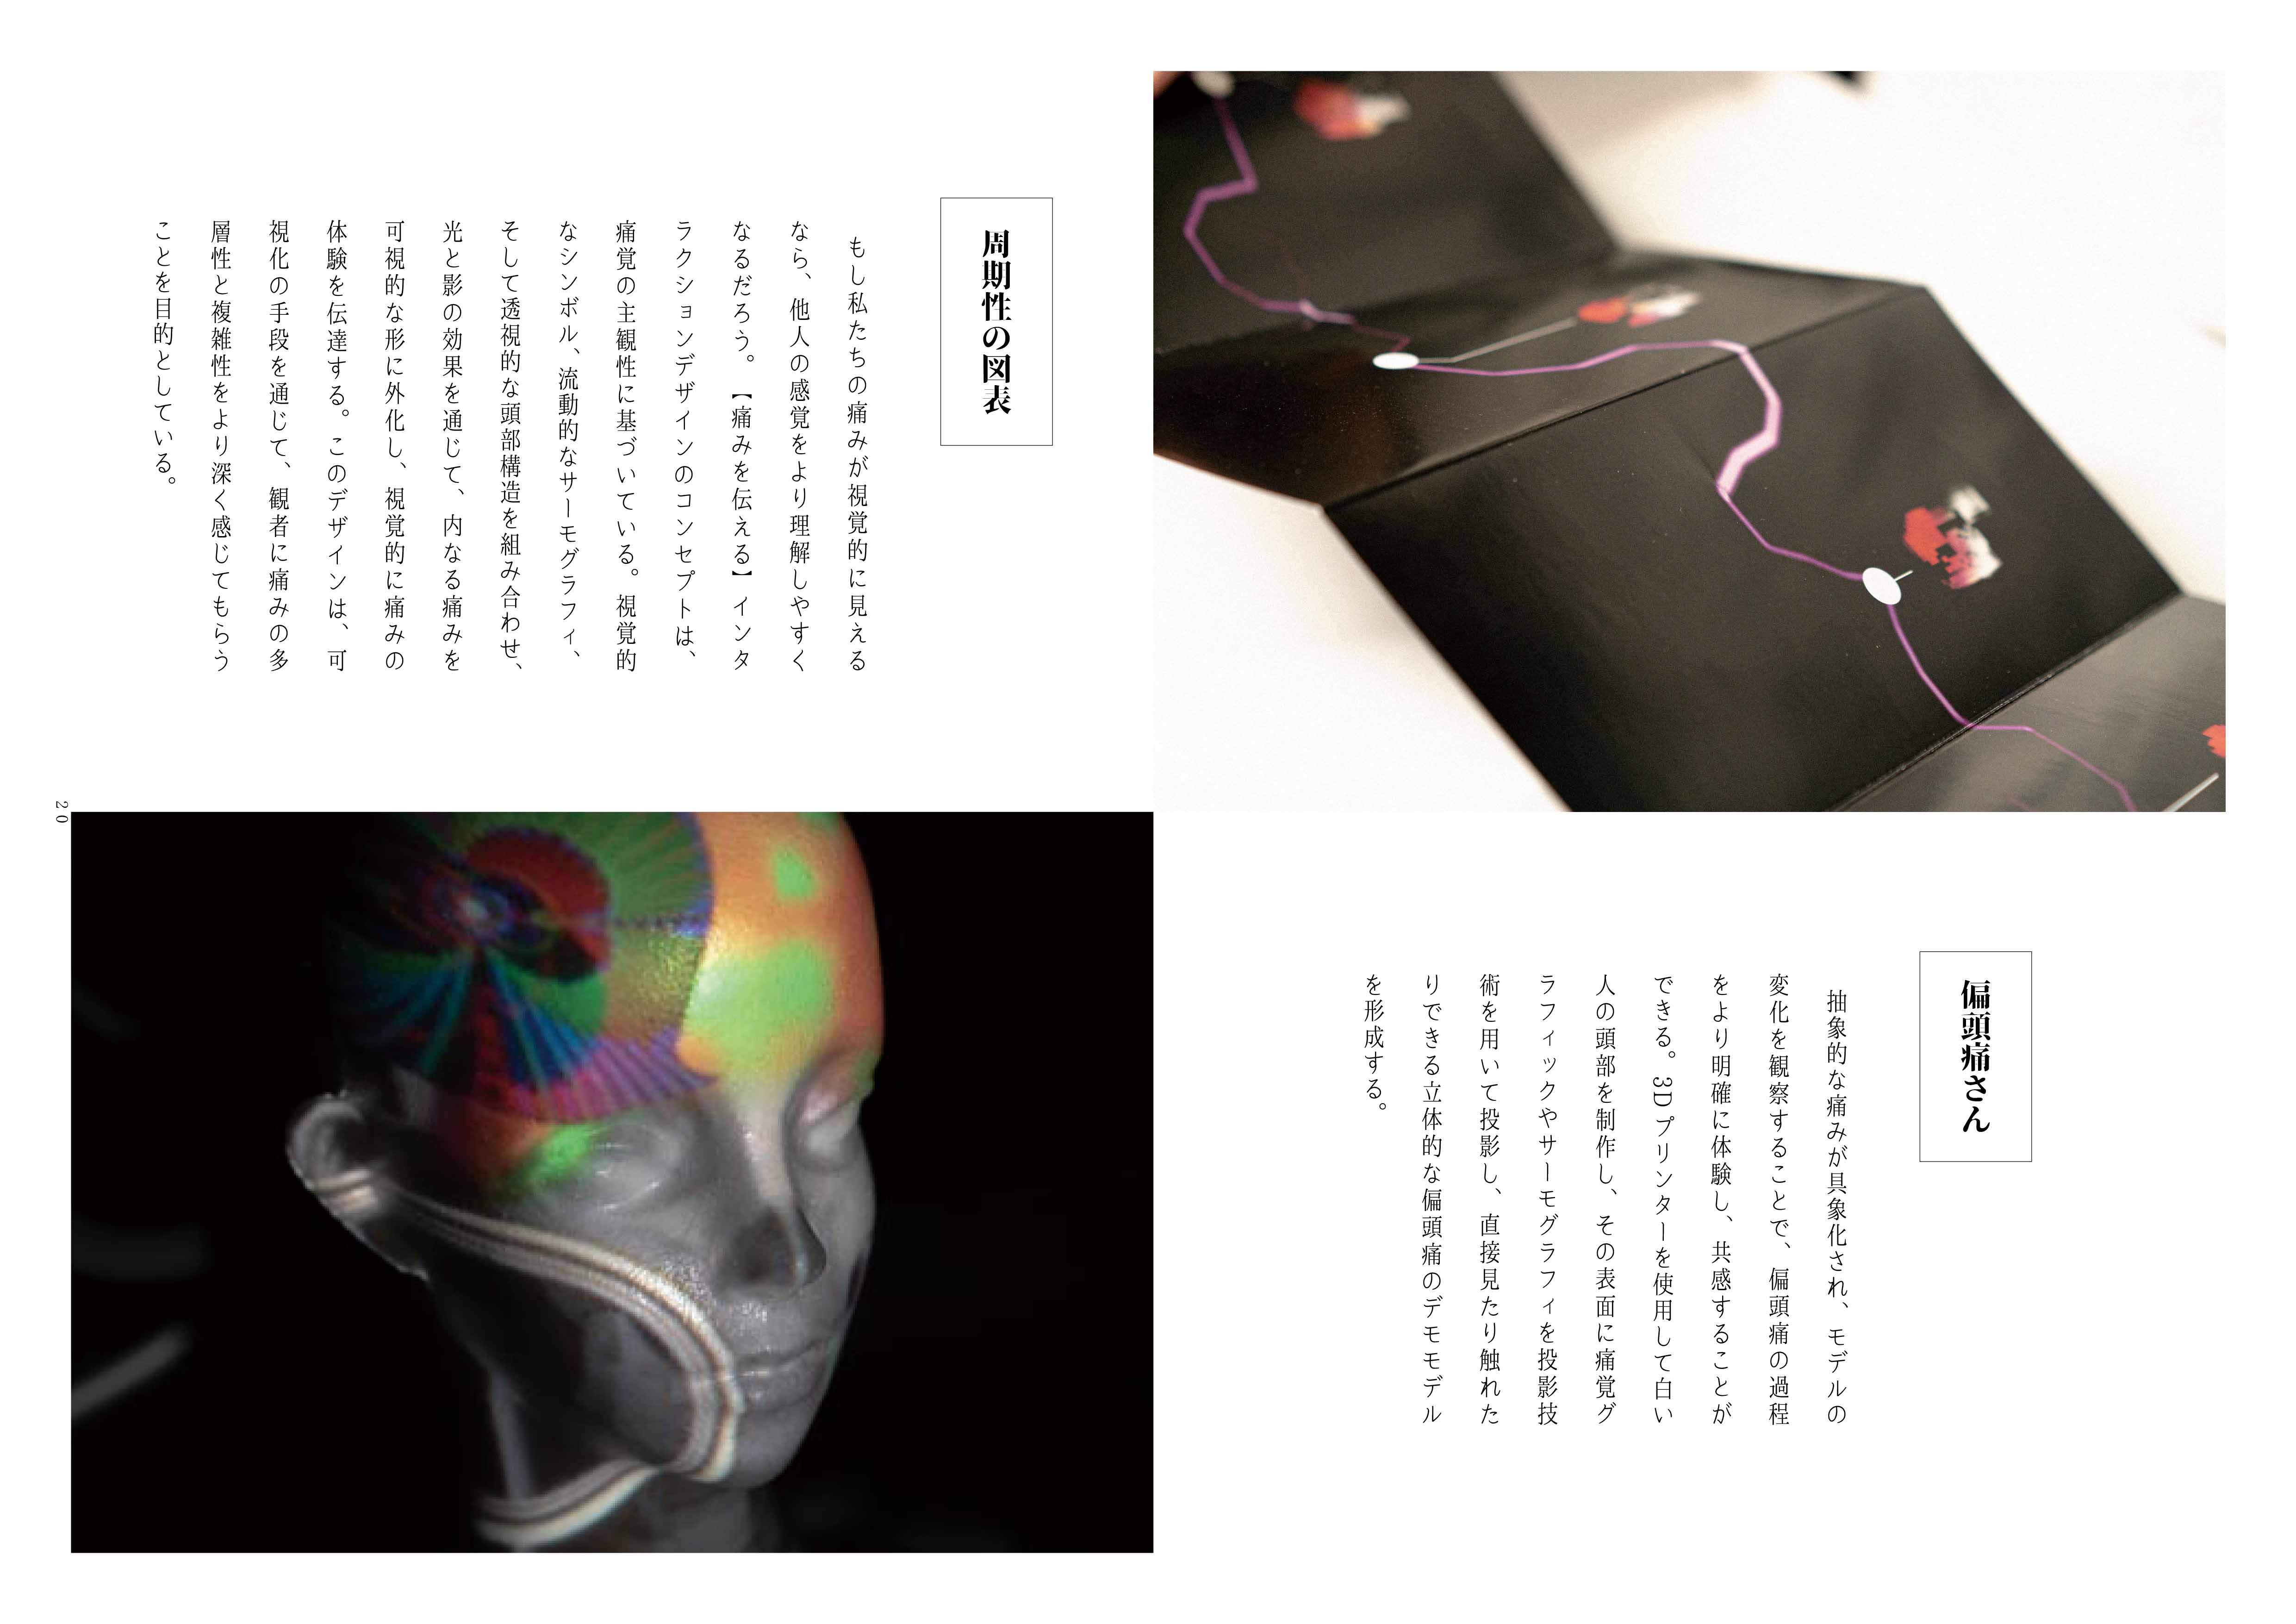 周期性の図表
もし私たちの痛みが視覚的に見える
なら、他人の感覚をより理解しやすく
なるだろう。【痛みを伝える】インタ
ラクションデザインのコンセプトは、
痛覚の主観性に基づいている。視覚的
なシンボル、流動的なサーモグラフィ、
そして透視的な頭部構造を組み合わせ、
光と影の効果を通じて、内なる痛みを
可視的な形に外化し、視覚的に痛みの
体験を伝達する。このデザインは、可
視化の手段を通じて、観者に痛みの多
層性と複雑性をより深く感じてもらう
ことを目的としている。
偏頭痛さん
抽象的な痛みが具象化され、モデルの
変化を観察することで、偏頭痛の過程
をより明確に体験し、共感することが
できる。3Dプリンターを使用して白い
人の頭部を制作し、その表面に痛覚グ
ラフィックやサーモグラフィを投影技
術を用いて投影し、直接見たり触れた
りできる立体的な偏頭痛のデモモデル
を形成する。
20